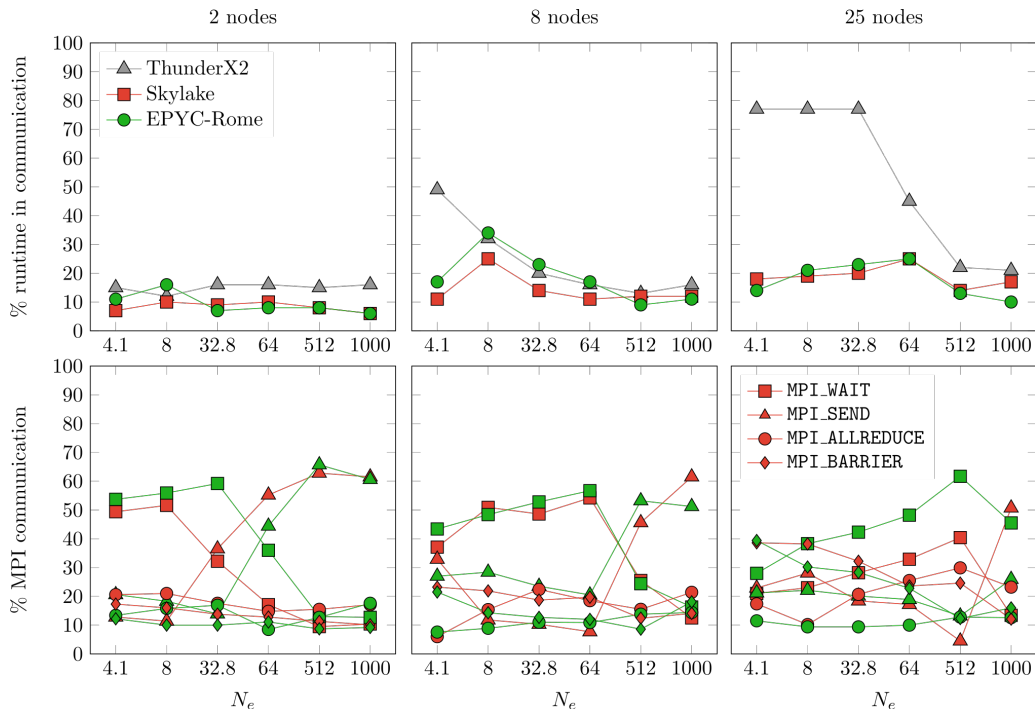 2 nodes
8 nodes
25 nodes
% runtime in communication
100
90
80
70
60
50
40
30
20
10
0
ThunderX2
Skylake
EPYC-Rome
4.1 8 32.8 64 512 1000
4.1 8 32.8 64 512 1000
4.1 8 32.8 64 512 1000
% MPI communication
100
90
80
70
60
50
40
30
20
10
0
MPI_WAIT
MPI_SEND
MPI_ALLREDUCE
MPI_BARRIER
4.1 8 32.8 64 512 1000
4.1 8 32.8 64 512 1000
4.1 8 32.8 64 512 1000
Nₑ
Nₑ
Nₑ